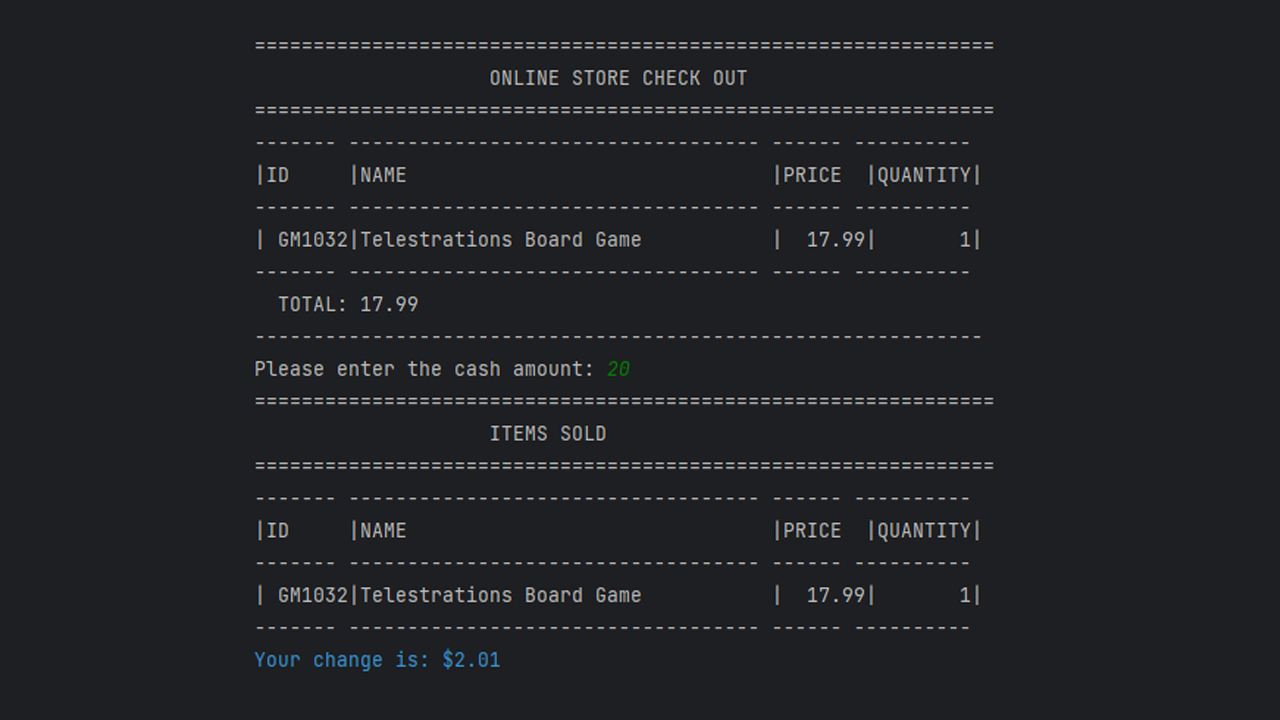 ===============================================================
                    ONLINE STORE CHECK OUT
===============================================================
------- ----------------------------------- ------ ----------
|ID     |NAME                               |PRICE  |QUANTITY|
------- ----------------------------------- ------ ----------
| GM1032|Telestrations Board Game           |  17.99|       1|
------- ----------------------------------- ------ ----------
  TOTAL: 17.99
--------------------------------------------------------------
Please enter the cash amount: 20
===============================================================
                    ITEMS SOLD
===============================================================
------- ----------------------------------- ------ ----------
|ID     |NAME                               |PRICE  |QUANTITY|
------- ----------------------------------- ------ ----------
| GM1032|Telestrations Board Game           |  17.99|       1|
------- ----------------------------------- ------ ----------
Your change is: $2.01